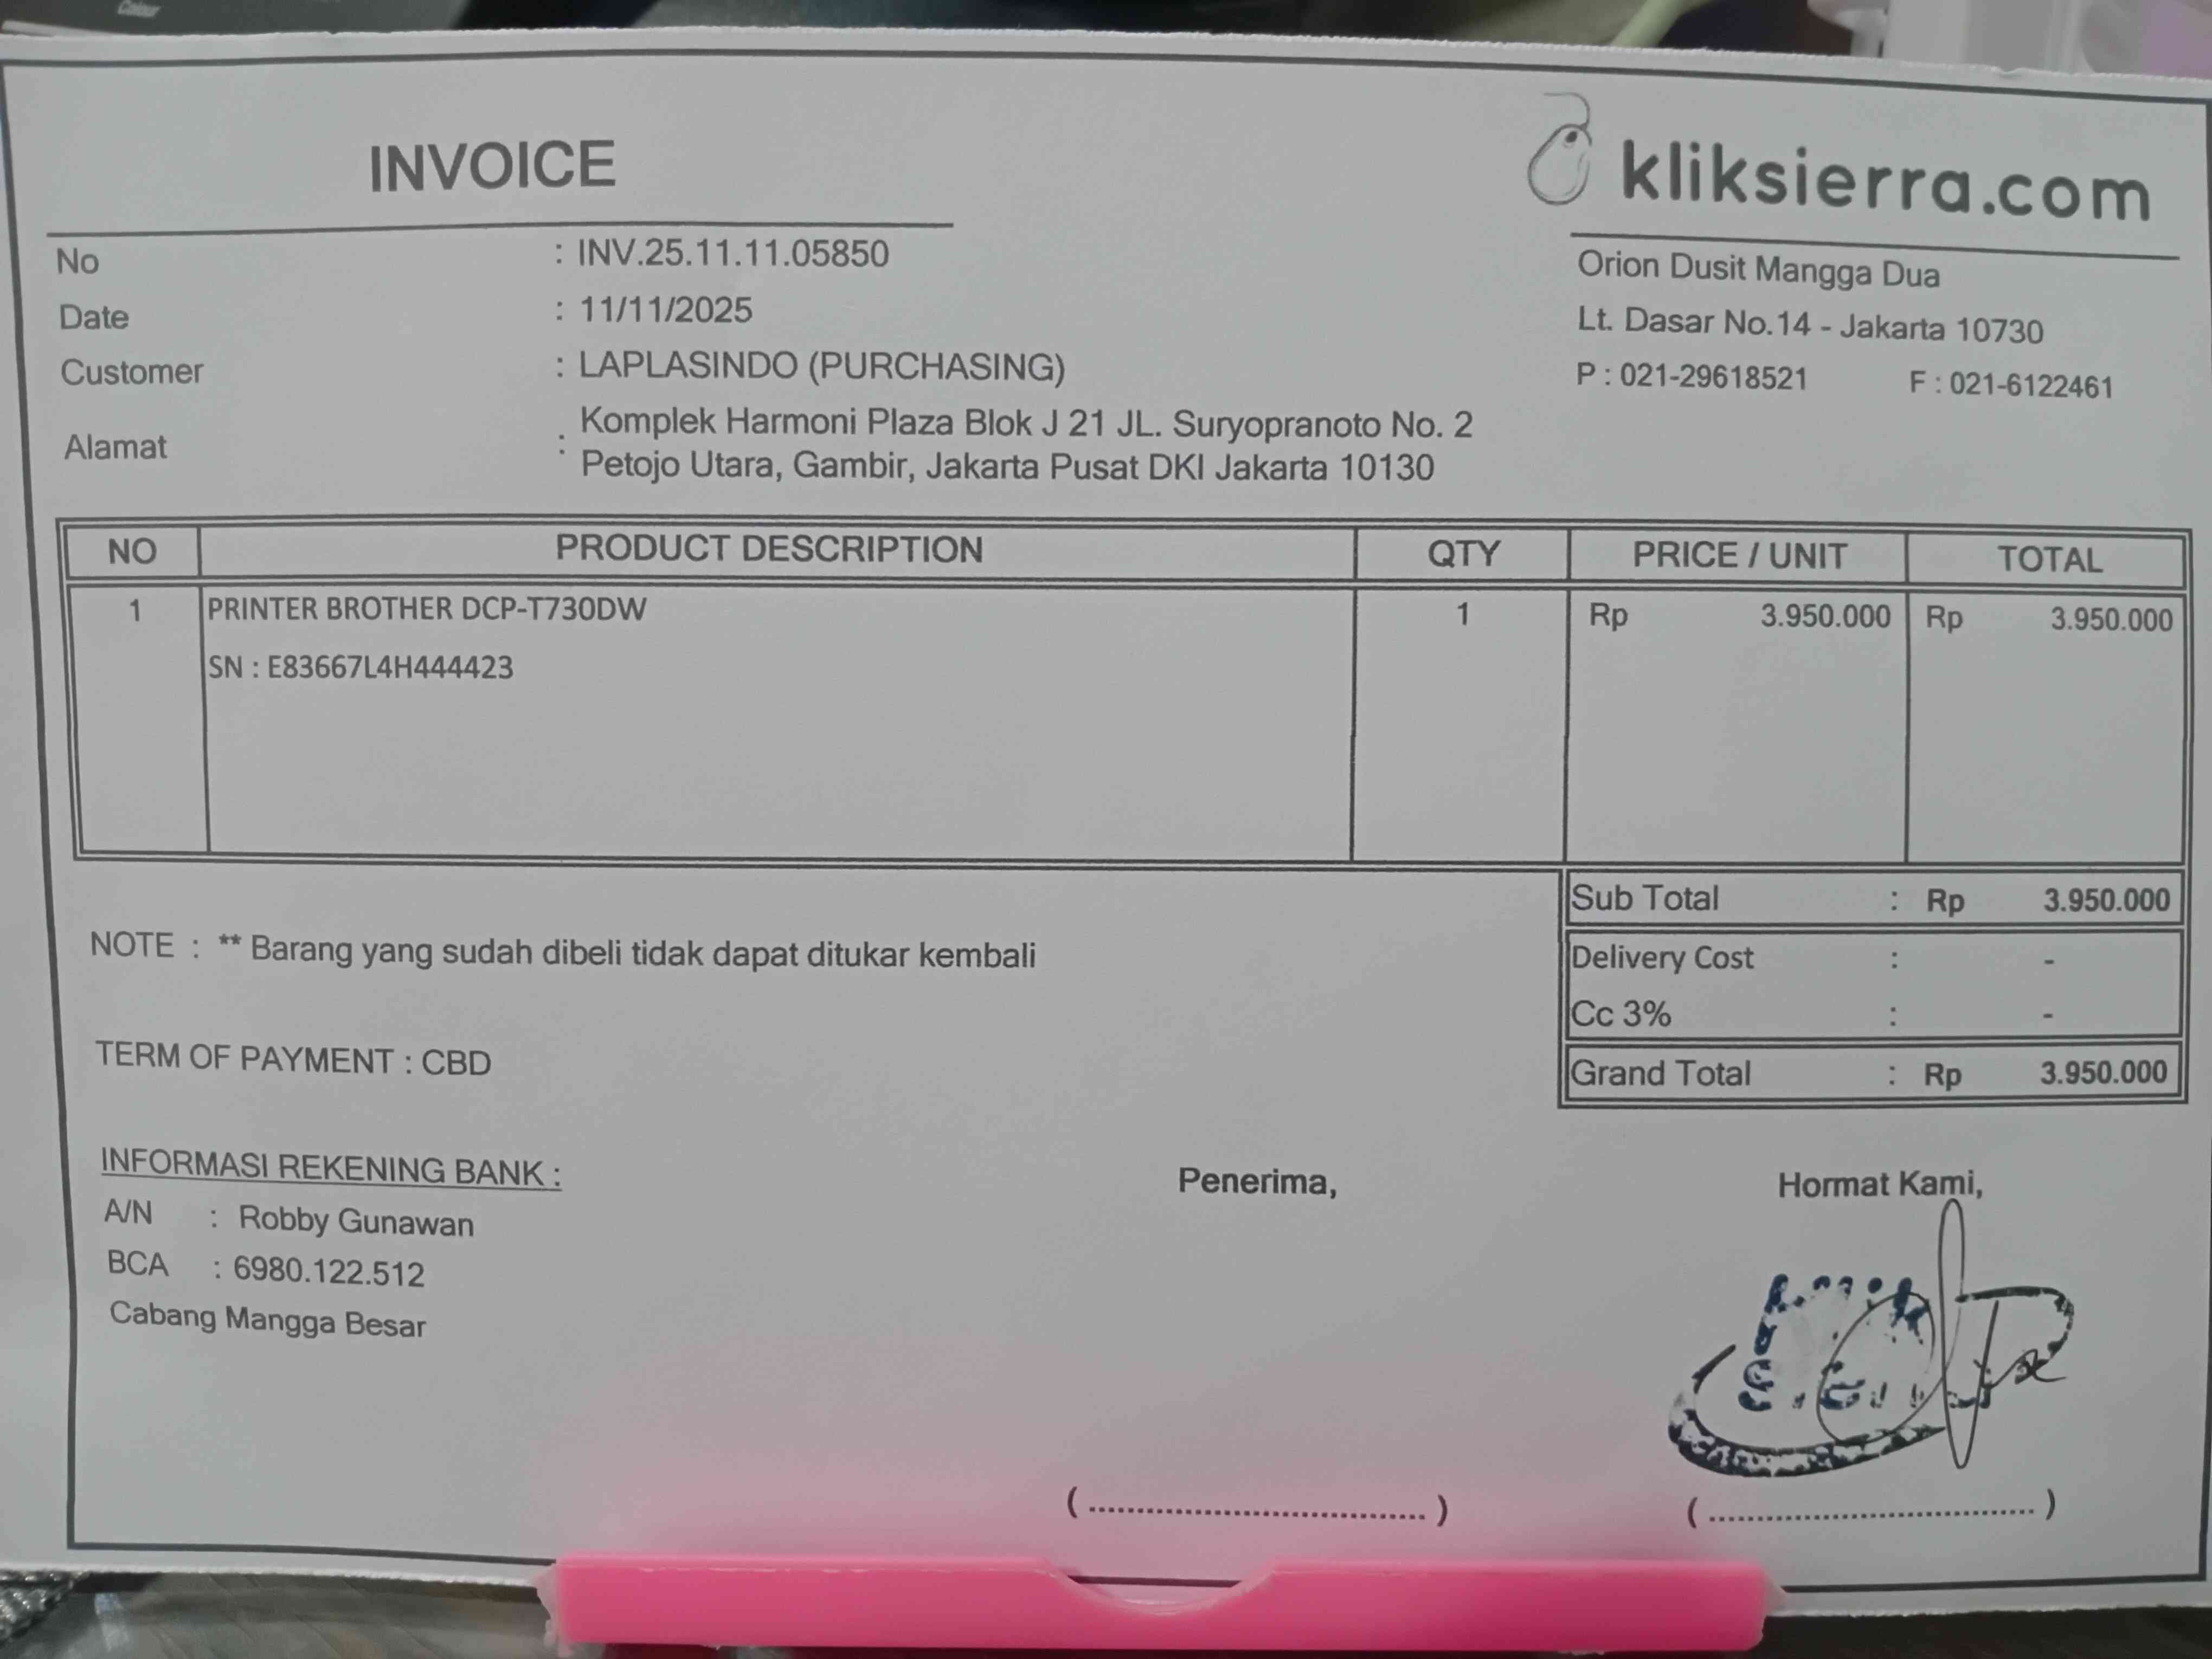 Colour
INVOICE
kliksierra.com
No : INV.25.11.11.05850
Date : 11/11/2025
Customer : LAPLASINDO (PURCHASING)
Alamat : Komplek Harmoni Plaza Blok J 21 JL. Suryopranoto No. 2
Petojo Utara, Gambir, Jakarta Pusat DKI Jakarta 10130
Orion Dusit Mangga Dua
Lt. Dasar No.14 - Jakarta 10730
P : 021-29618521 F : 021-6122461
NO PRODUCT DESCRIPTION QTY PRICE / UNIT TOTAL
1 PRINTER BROTHER DCP-T730DW 1 Rp 3.950.000 Rp 3.950.000
SN : E83667L4H444423
Sub Total : Rp 3.950.000
Delivery Cost : -
Cc 3% : -
Grand Total : Rp 3.950.000
NOTE : ** Barang yang sudah dibeli tidak dapat ditukar kembali
TERM OF PAYMENT : CBD
INFORMASI REKENING BANK :
A/N : Robby Gunawan
BCA : 6980.122.512
Cabang Mangga Besar
Penerima,
(....................................)
Hormat Kami,
(....................................)